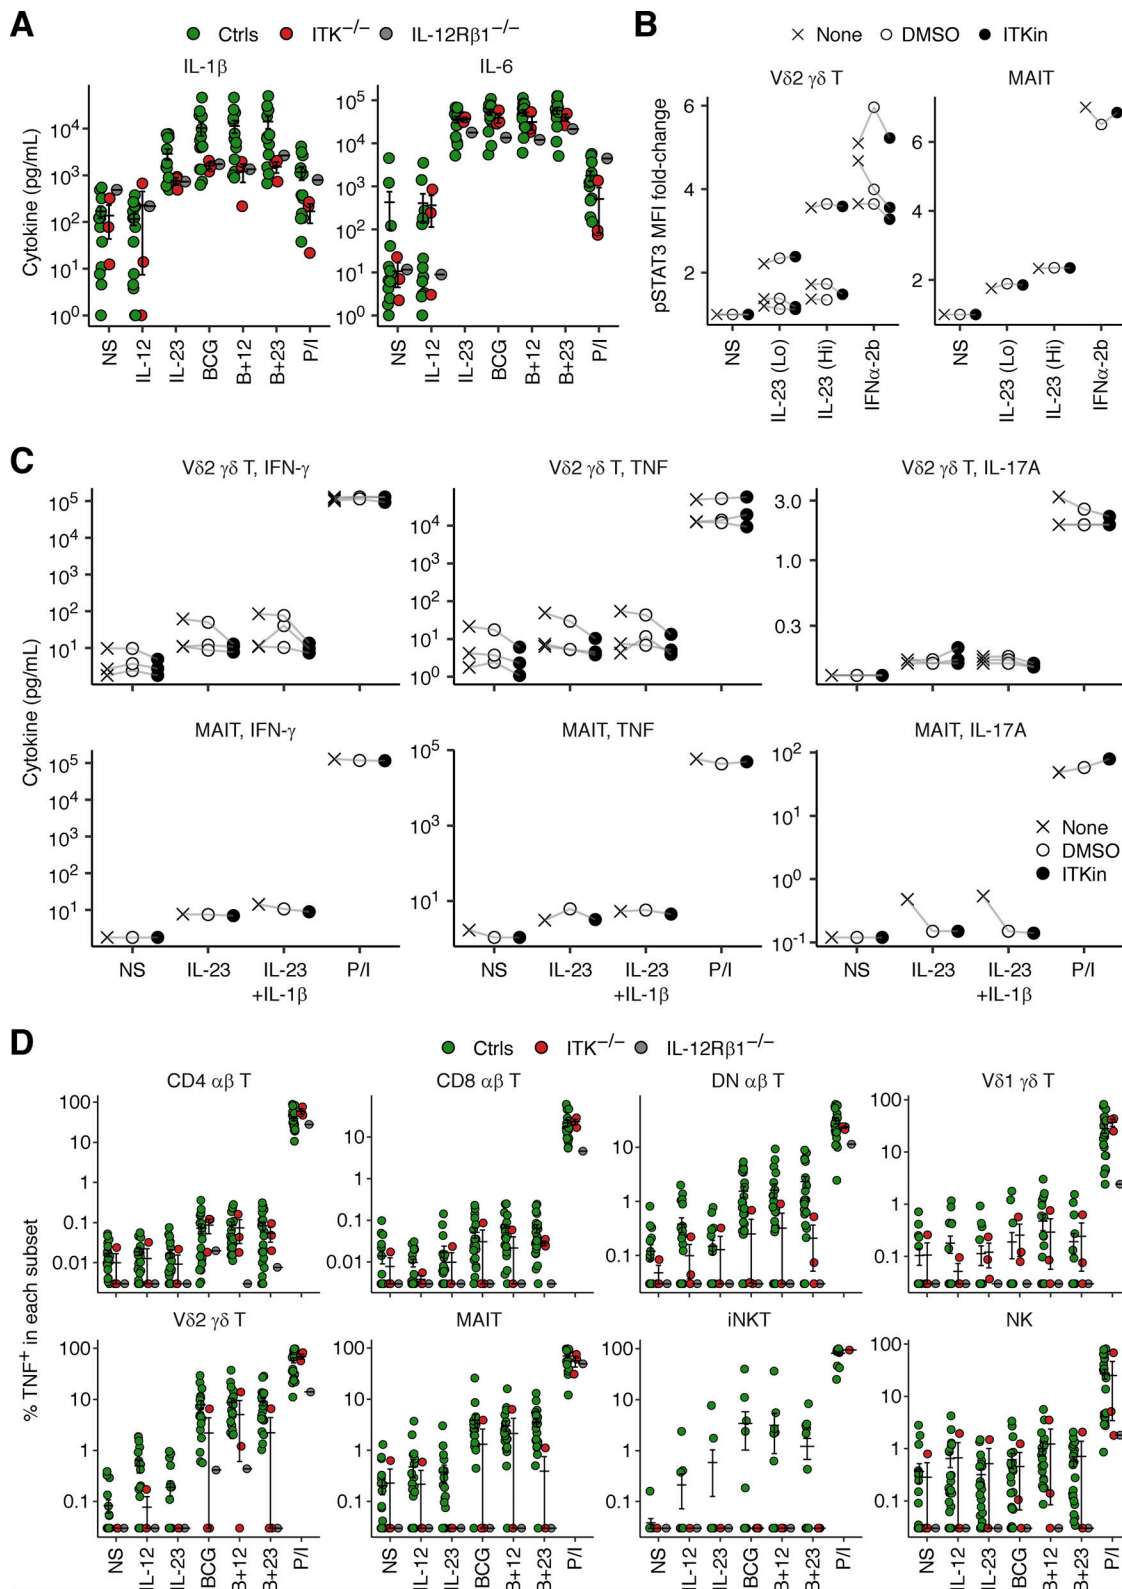 A
Ctrls ITK−/− IL-12Rβ1−/−
IL-1β IL-6
Cytokine (pg/mL)
10⁴
10³
10²
10¹
10⁰
10⁵
10⁴
10³
10²
10¹
10⁰
NS IL-12 IL-23 BCG B+12 B+23 P/I
NS IL-12 IL-23 BCG B+12 B+23 P/I
B
None DMSO ITKin
Vδ2 γδ T MAIT
pSTAT3 MFI fold-change
6
4
2
6
4
2
NS IL-23 (Lo) IL-23 (Hi) IFNα-2b
NS IL-23 (Lo) IL-23 (Hi) IFNα-2b
C
Vδ2 γδ T, IFN-γ Vδ2 γδ T, TNF Vδ2 γδ T, IL-17A
Cytokine (pg/mL)
10⁵
10⁴
10³
10²
10¹
10⁴
10³
10²
10¹
10⁰
3.0
1.0
0.3
MAIT, IFN-γ MAIT, TNF MAIT, IL-17A
10⁵
10⁴
10³
10²
10¹
10⁵
10³
10¹
10²
10¹
10⁰
10⁻¹
None
DMSO
ITKin
NS IL-23 IL-23 P/I NS IL-23 IL-23 P/I NS IL-23 IL-23 P/I
+IL-1β +IL-1β +IL-1β
D
Ctrls ITK−/− IL-12Rβ1−/−
CD4 αβ T CD8 αβ T DN αβ T Vδ1 γδ T
% TNF⁺ in each subset
100
10
1
0.1
0.01
10
1
0.1
0.01
10
1
0.1
100
10
1
0.1
Vδ2 γδ T MAIT iNKT NK
100
10
1
0.1
100
10
1
0.1
100
10
1
0.1
100
10
1
0.1
NS IL-12 IL-23 BCG B+12 B+23 P/I
NS IL-12 IL-23 BCG B+12 B+23 P/I
NS IL-12 IL-23 BCG B+12 B+23 P/I
NS IL-12 IL-23 BCG B+12 B+23 P/I